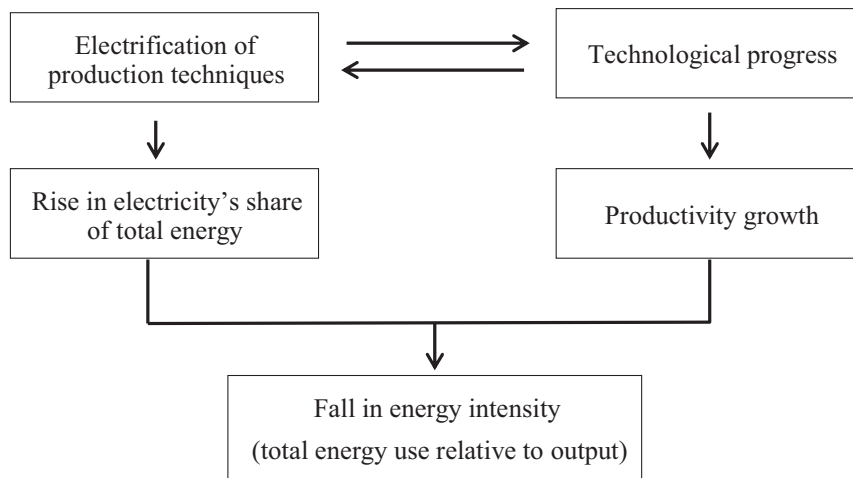 Electrification of
production techniques
Technological progress
Rise in electricity’s share
of total energy
Productivity growth
Fall in energy intensity
(total energy use relative to output)